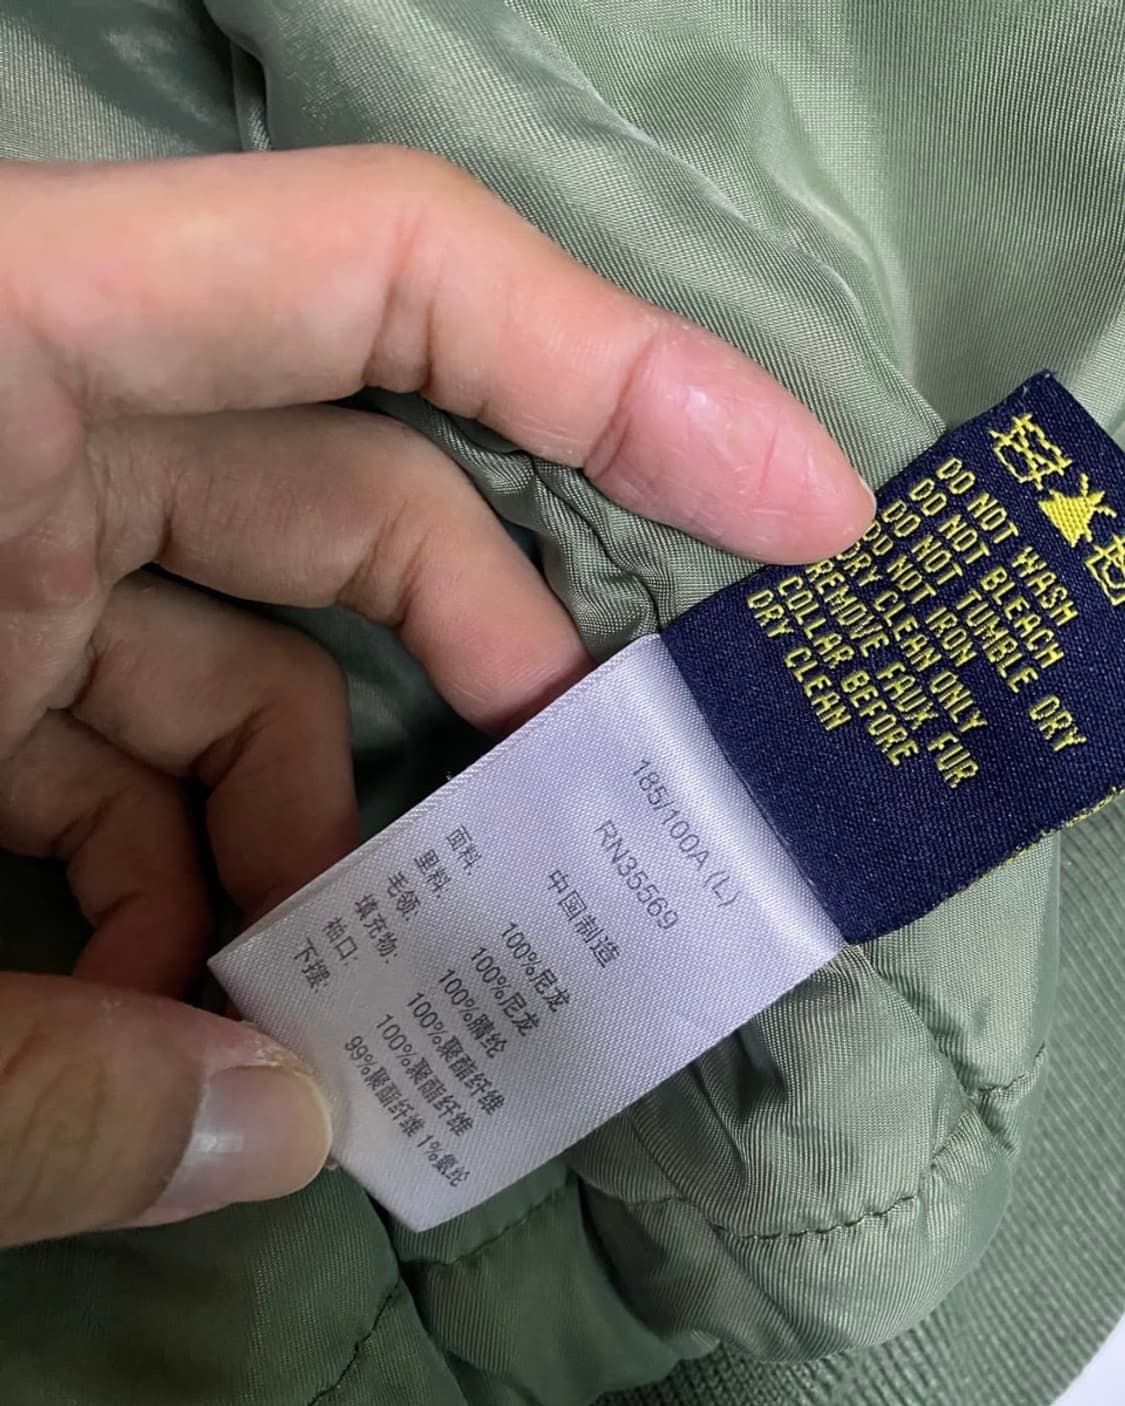 DO NOT WASH
DO NOT BLEACH
DO NOT TUMBLE DRY
DO NOT IRON
DRY CLEAN ONLY
REMOVE FAUX FUR
COLLAR BEFORE
DRY CLEAN
185/100A (L)
RN35569
中国制造
面料: 100%尼龙
里料: 100%尼龙
毛领: 100%腈纶
填充物: 100%聚酯纤维
袖口: 100%聚酯纤维
下摆: 99%聚酯纤维 1%氨纶